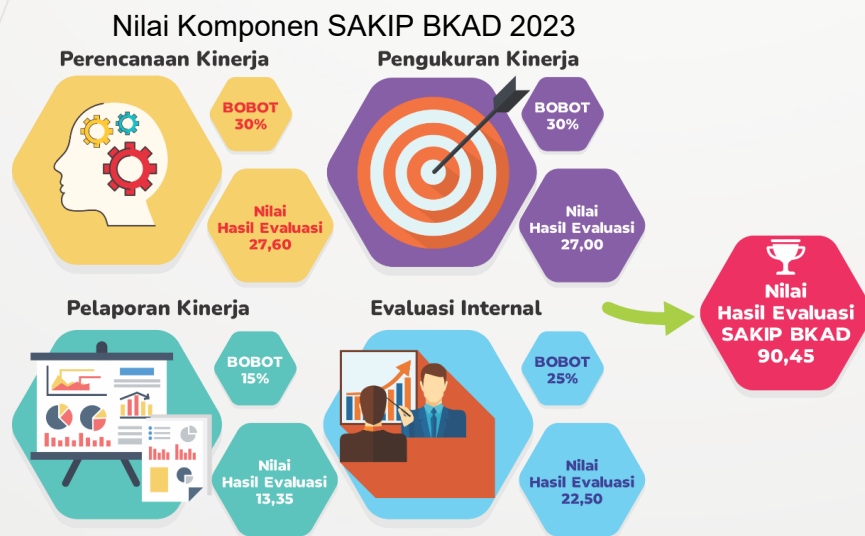 Nilai Komponen SAKIP BKAD 2023
Perencanaan Kinerja
BOBOT
30%
Nilai
Hasil Evaluasi
27,60
Pengukuran Kinerja
BOBOT
30%
Nilai
Hasil Evaluasi
27,00
Pelaporan Kinerja
BOBOT
15%
Nilai
Hasil Evaluasi
13,35
Evaluasi Internal
BOBOT
25%
Nilai
Hasil Evaluasi
22,50
Nilai
Hasil Evaluasi
SAKIP BKAD
90,45